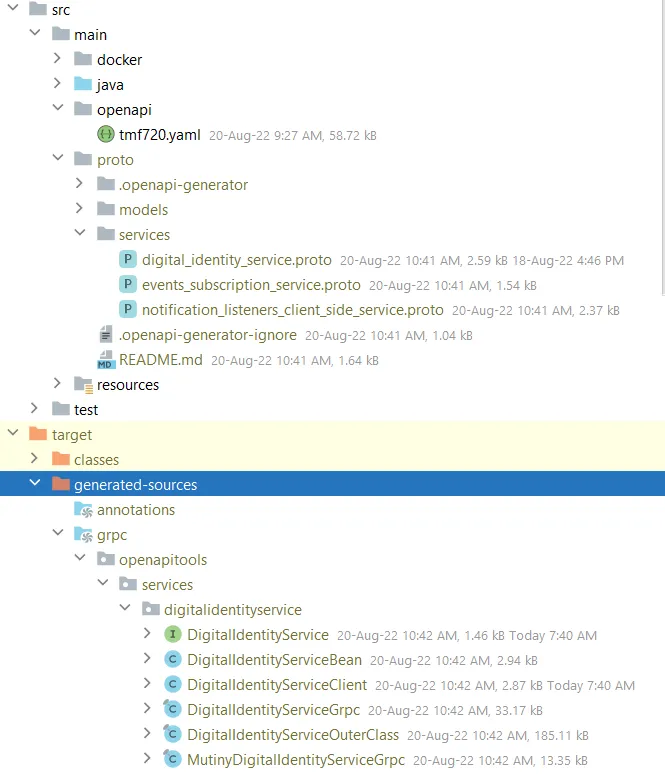 src
main
docker
java
openapi
tmf720.yaml 20-Aug-22 9:27 AM, 58.72 kB
proto
.openapi-generator
models
services
P digital_identity_service.proto 20-Aug-22 10:41 AM, 2.59 kB 18-Aug-22 4:46 PM
P events_subscription_service.proto 20-Aug-22 10:41 AM, 1.54 kB
P notification_listeners_client_side_service.proto 20-Aug-22 10:41 AM, 2.37 kB
.openapi-generator-ignore 20-Aug-22 10:41 AM, 1.04 kB
MD README.md 20-Aug-22 10:41 AM, 1.64 kB
resources
test
target
classes
generated-sources
annotations
grpc
openapitools
services
digitalidentityservice
I DigitalIdentityService 20-Aug-22 10:42 AM, 1.46 kB Today 7:40 AM
C DigitalIdentityServiceBean 20-Aug-22 10:42 AM, 2.94 kB
C DigitalIdentityServiceClient 20-Aug-22 10:42 AM, 2.87 kB Today 7:40 AM
C DigitalIdentityServiceGrpc 20-Aug-22 10:42 AM, 33.17 kB
C DigitalIdentityServiceOuterClass 20-Aug-22 10:42 AM, 185.11 kB
C MutinyDigitalIdentityServiceGrpc 20-Aug-22 10:42 AM, 13.35 kB